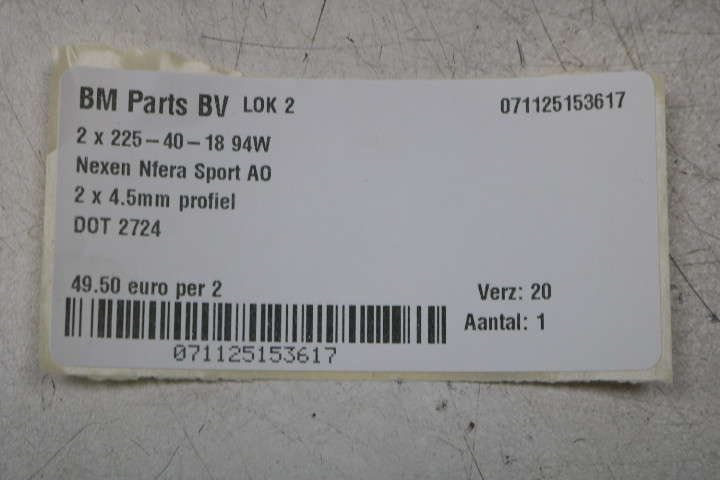 BM Parts BV LOK 2 071125153617
2 x 225-40-18 94W
Nexen Nfera Sport AO
2 x 4.5mm profiel
DOT 2724
49.50 euro per 2 Verz: 20
Aantal: 1
071125153617